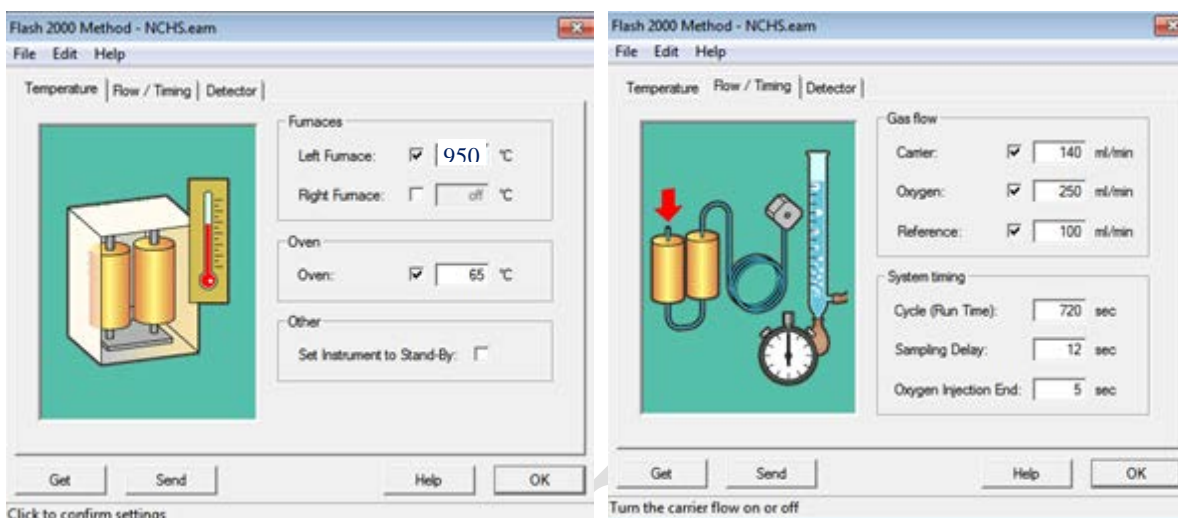 Flash 2000 Method - NCHS.eam
File Edit Help
Temperature Flow / Timing Detector
Furnaces
Left Furnace: 950 °C
Right Furnace: off °C
Oven
Oven: 65 °C
Other
Set Instrument to Stand-By:
Get Send Help OK
Click to confirm settings
Flash 2000 Method - NCHS.eam
File Edit Help
Temperature Flow / Timing Detector
Gas flow
Carrier: 140 ml/min
Oxygen: 250 ml/min
Reference: 100 ml/min
System timing
Cycle (Run Time): 720 sec
Sampling Delay: 12 sec
Oxygen Injection End: 5 sec
Get Send Help OK
Turn the carrier flow on or off